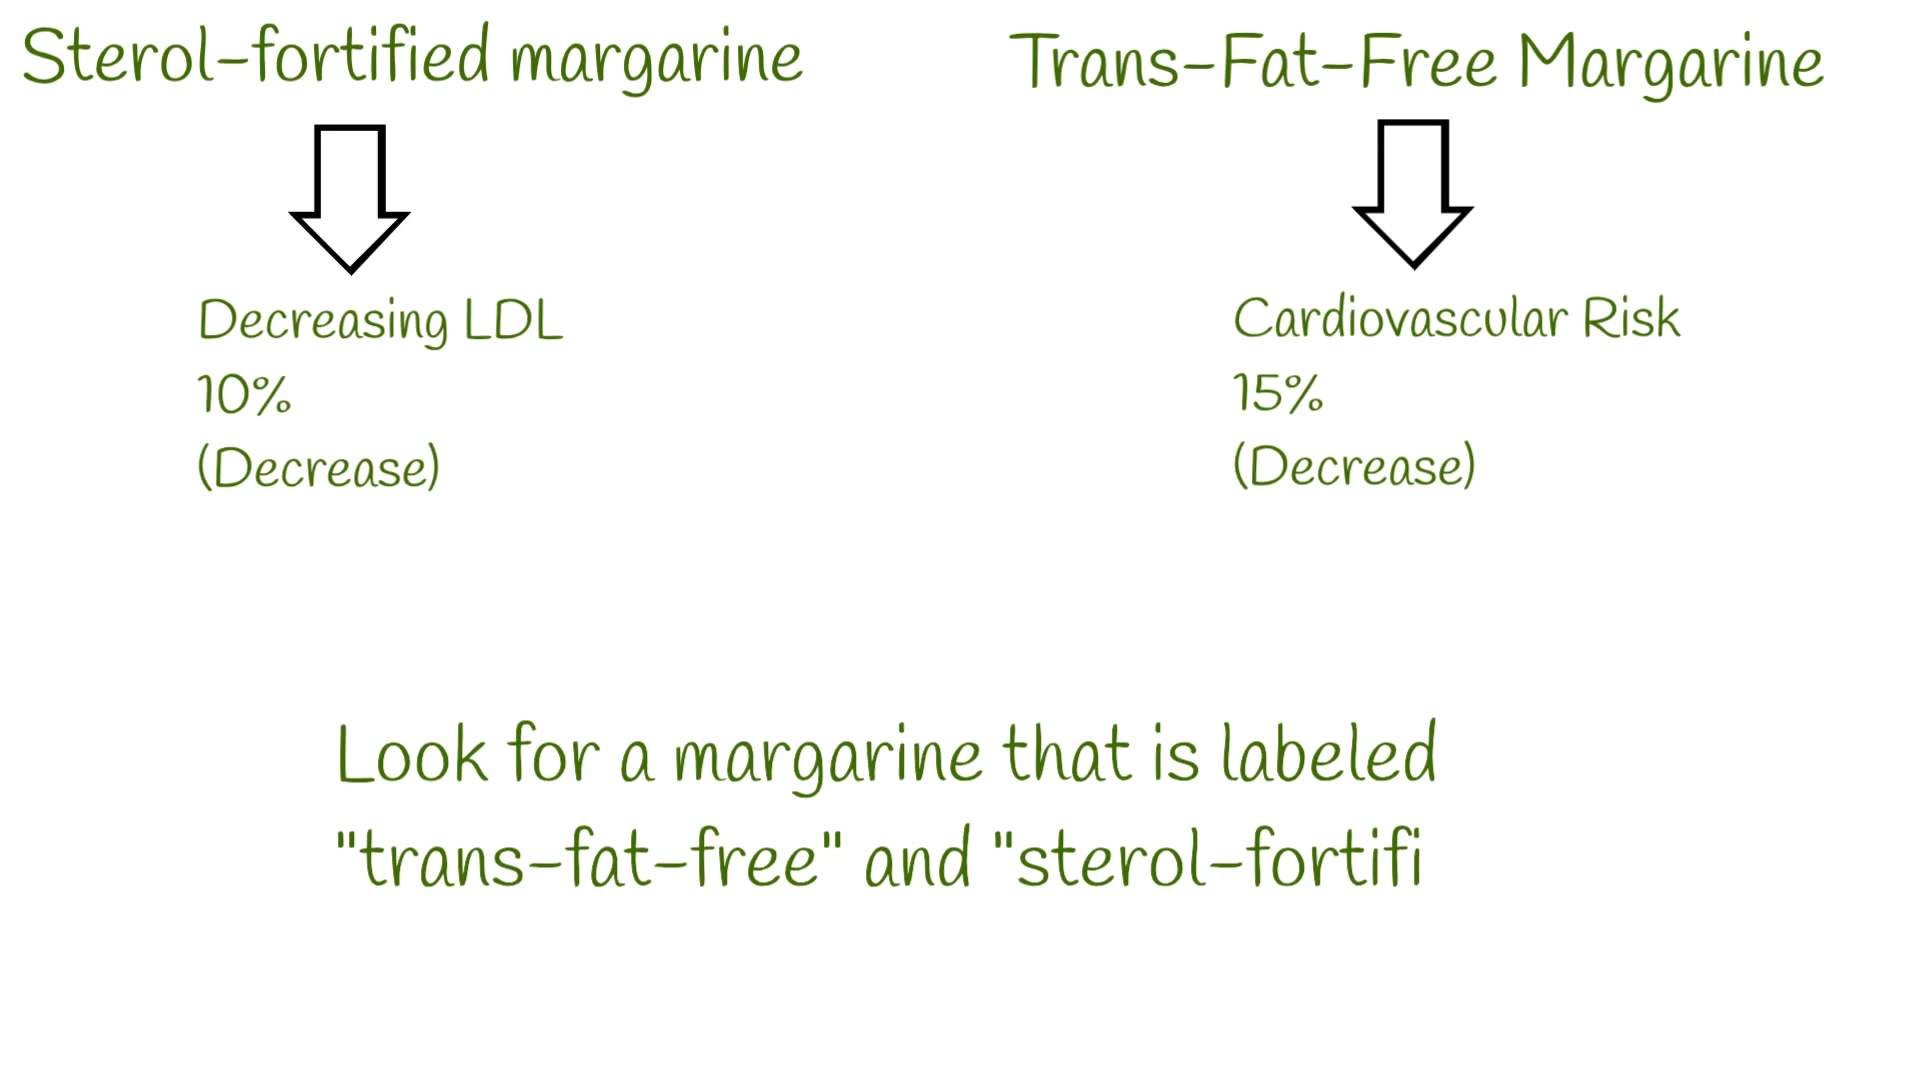 Sterol-fortified margarine
Trans-Fat-Free Margarine
Decreasing LDL
10%
(Decrease)
Cardiovascular Risk
15%
(Decrease)
Look for a margarine that is labeled
"trans-fat-free" and "sterol-fortifi